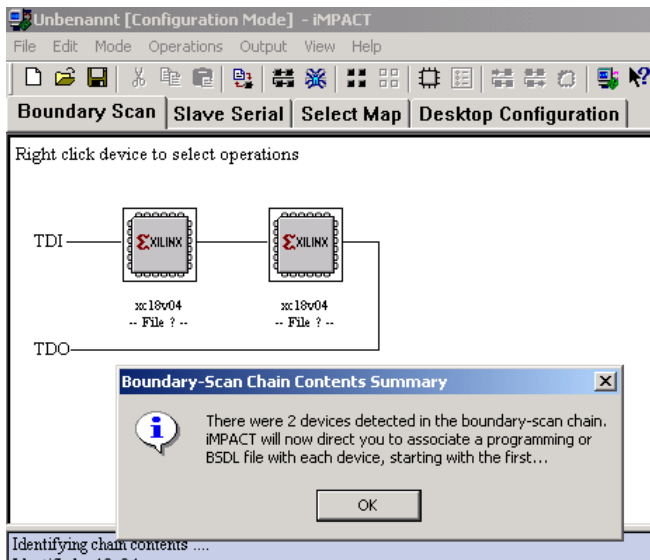 Unbenannt [Configuration Mode] - iMPACT
File Edit Mode Operations Output View Help
Boundary Scan Slave Serial Select Map Desktop Configuration
Right click device to select operations
TDI
XILINX
XILINX
xc18v04
xc18v04
-- File ? --
-- File ? --
TDO
Boundary-Scan Chain Contents Summary
There were 2 devices detected in the boundary-scan chain.
iMPACT will now direct you to associate a programming or
BSDL file with each device, starting with the first...
OK
Identifying chain contents ....